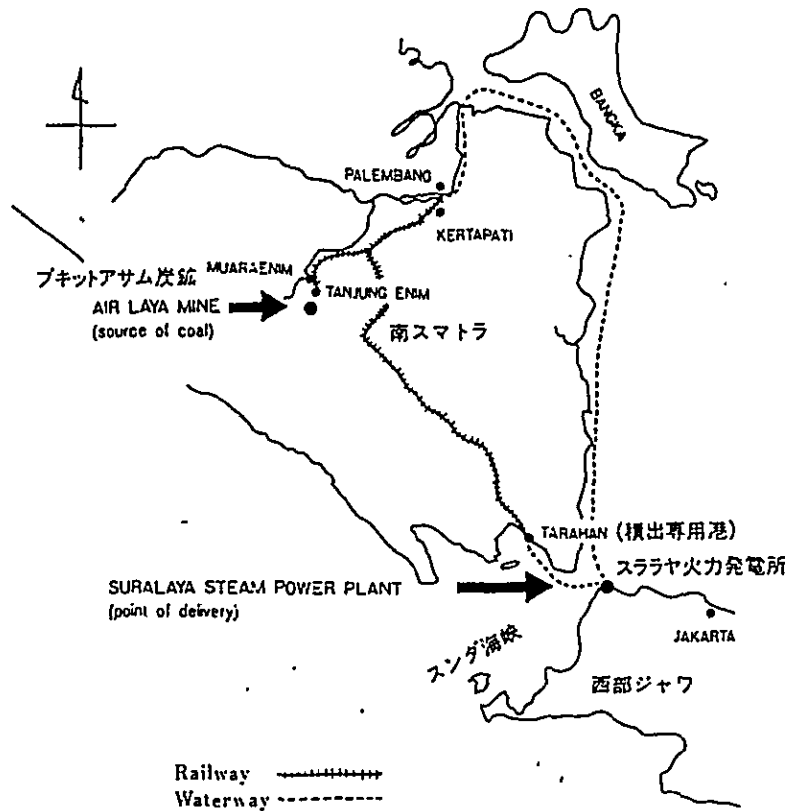 BANGKA
PALEMBANG
KERTAPATI
ブキットアサム炭鉱
MUARAENIM
TANJUNG ENIM
AIR LAYA MINE
(source of coal)
南スマトラ
TARAHAN (積出専用港)
スララヤ火力発電所
SURALAYA STEAM POWER PLANT
(point of delivery)
JAKARTA
スンダ海峡
西部ジャワ
Railway
Waterway